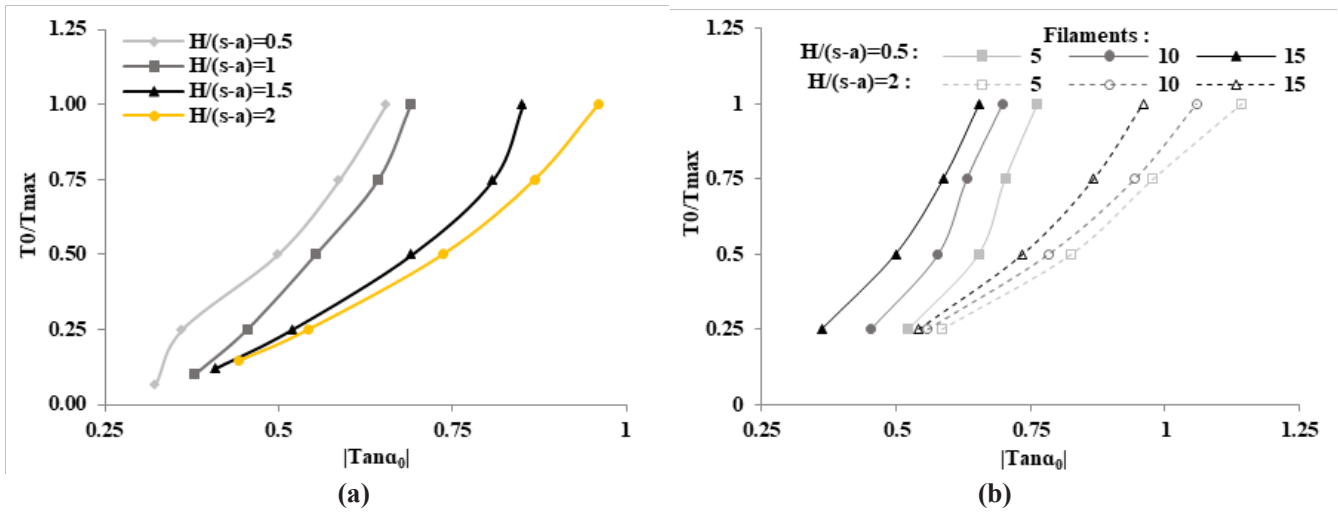 1.25
1.00
0.75
0.50
0.25
0.00
T0/Tmax
H/(s-a)=0.5
H/(s-a)=1
H/(s-a)=1.5
H/(s-a)=2
0.25 0.5 0.75 1
|Tanα0|
(a)
1.25
1
0.75
0.5
0.25
0
T0/Tmax
Filaments :
H/(s-a)=0.5 : 5 10 15
H/(s-a)=2 : 5 10 15
0.25 0.5 0.75 1 1.25
|Tanα0|
(b)